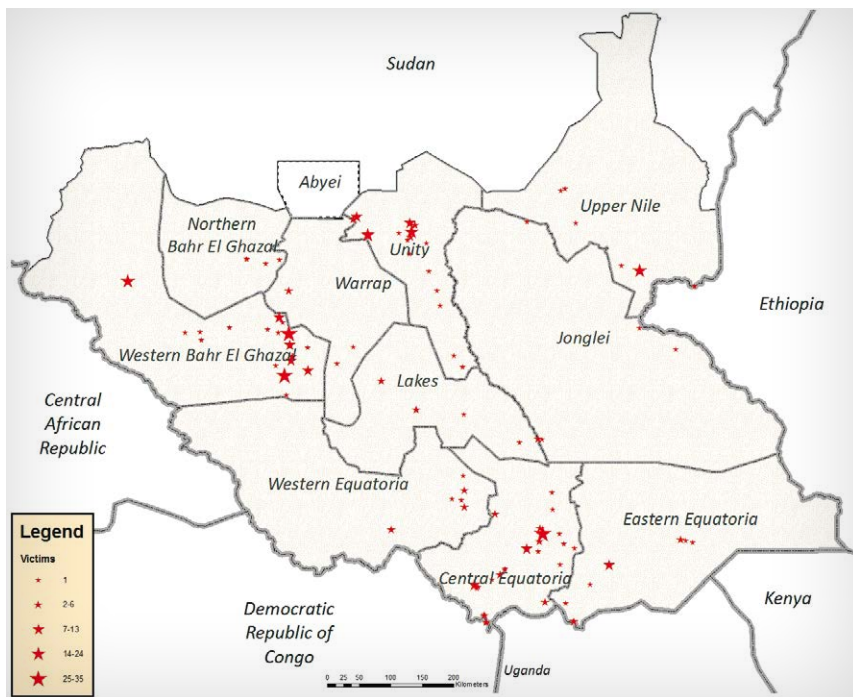 Sudan
Abyei
Northern
Bahr El Ghazal
Upper Nile
Unity
Warrap
Ethiopia
Jonglei
Western Bahr El Ghazal
Lakes
Central
African
Republic
Western Equatoria
Eastern Equatoria
Central Equatoria
Kenya
Democratic
Republic of
Congo
Uganda
Legend
Victims
1
2-6
7-13
14-24
25-35
0 25 50 100 150 200
Kilometers